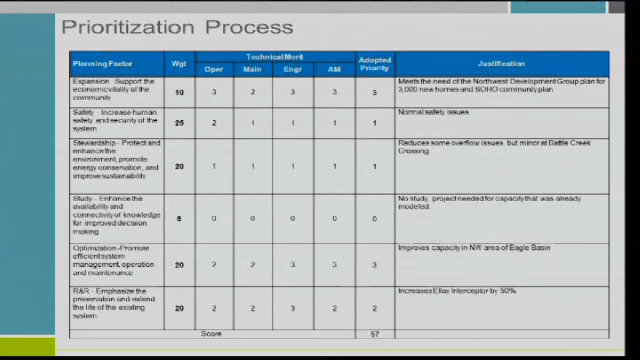 Prioritization Process
Planning Factor Wgt Technical Merit Adopted Priority Justification
Oper Main Engr AM
Expansion - Support the economic vitality of the community 10 3 2 3 3 3 Meets the need of the Northwest Development Group plan for 3,000 new homes and SOHO community plan
Safety - Increase human safety and security of the system 25 2 1 1 1 1 Normal safety issues
Stewardship - Protect and enhance the environment, promote energy conservation, and improve sustainability 20 1 1 1 1 1 Reduces some overflow issues, but minor at Battle Creek Crossing
Study - Enhance the availability and connectivity of knowledge for improved decision making 5 0 0 0 0 0 No study, project needed for capacity that was already modeled
Optimization - Promote efficient system management, operation and maintenance 20 2 2 3 3 3 Improves capacity in NW area of Eagle Basin
R&R - Emphasize the preservation and extend the life of the existing system 20 2 2 3 2 2 Increases Ellay Interceptor by 50%
Score 57